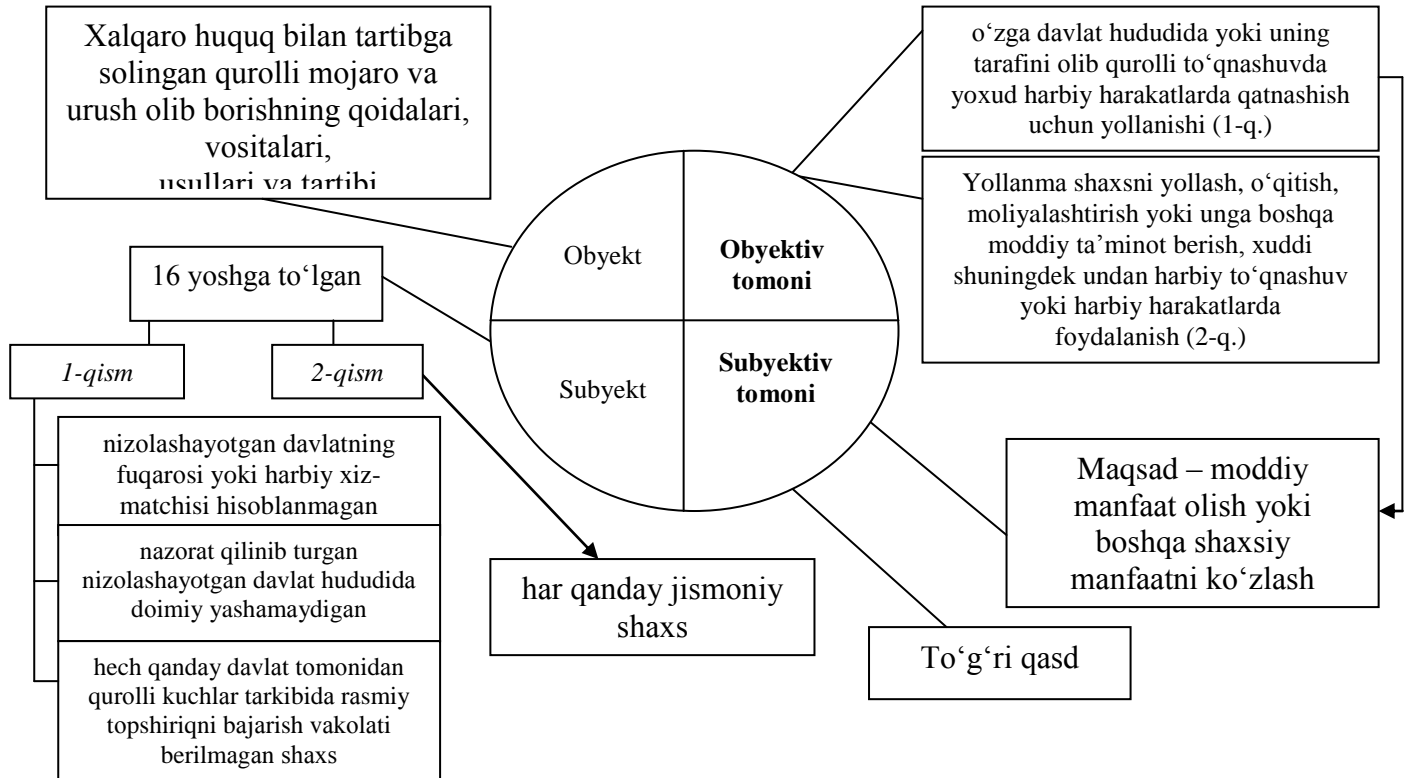 Xalqaro huquq bilan tartibga
solingan qurolli mojaro va
urush olib borishning qoidalari,
vositalari,
usullari va tartibi
o‘zga davlat hududida yoki uning
tarafini olib qurolli to‘qnashuvda
yoxud harbiy harakatlarda qatnashish
uchun yollanishi (1-q.)
Yollanma shaxsni yollash, o‘qitish,
moliyalashtirish yoki unga boshqa
moddiy ta’minot berish, xuddi
shuningdek undan harbiy to‘qnashuv
yoki harbiy harakatlarda
foydalanish (2-q.)
Obyekt
Obyektiv
tomoni
Subyekt
Subyektiv
tomoni
16 yoshga to‘lgan
1-qism
2-qism
nizolashayotgan davlatning
fuqarosi yoki harbiy xiz-
matchisi hisoblanmagan
nazorat qilinib turgan
nizolashayotgan davlat hududida
doimiy yashamaydigan
hech qanday davlat tomonidan
qurolli kuchlar tarkibida rasmiy
topshiriqni bajarish vakolati
berilmagan shaxs
har qanday jismoniy
shaxs
Maqsad – moddiy
manfaat olish yoki
boshqa shaxsiy
manfaatni ko‘zlash
To‘g‘ri qasd